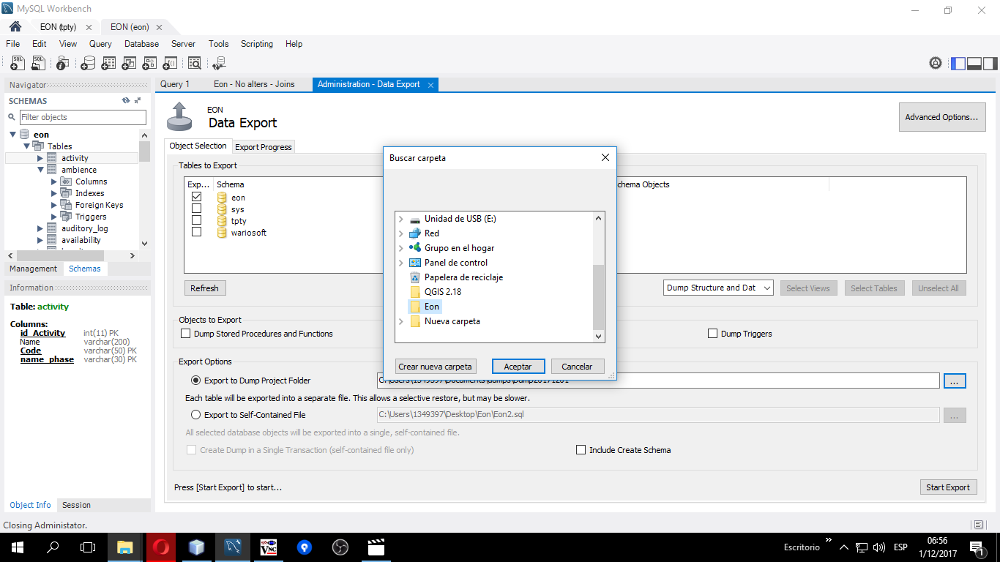 MySQL Workbench
EON (tpty)
EON (eon)
File Edit View Query Database Server Tools Scripting Help
Navigator
SCHEMAS
Filter objects
eon
Tables
activity
ambience
Columns
Indexes
Foreign Keys
Triggers
auditory_log
availability
Management Schemas
Information
Table: activity
Columns:
id_Activity int(11) PK
Name varchar(200)
Code varchar(50) PK
name_phase varchar(30) PK
Object Info Session
Query 1
Eon - No alters - Joins
Administration - Data Export
EON
Data Export
Advanced Options...
Object Selection Export Progress
Tables to Export
Exp... Schema
eon
sys
tpty
wariosoft
chema Objects
Refresh
Dump Structure and Dat
Select Views
Select Tables
Unselect All
Objects to Export
Dump Stored Procedures and Functions
Dump Triggers
Export Options
Export to Dump Project Folder
C:\Users\1349397\Documents\dumps\Dump20171201
...
Each table will be exported into a separate file. This allows a selective restore, but may be slower.
Export to Self-Contained File
C:\Users\1349397\Desktop\Eon\Eon2.sql
...
All selected database objects will be exported into a single, self-contained file.
Create Dump in a Single Transaction (self-contained file only)
Include Create Schema
Press [Start Export] to start...
Start Export
Buscar carpeta
Unidad de USB (E:)
Red
Grupo en el hogar
Panel de control
Papelera de reciclaje
QGIS 2.18
Eon
Nueva carpeta
Crear nueva carpeta
Aceptar
Cancelar
Closing Administator.
VNC
Escritorio
ESP
06:56
1/12/2017
1